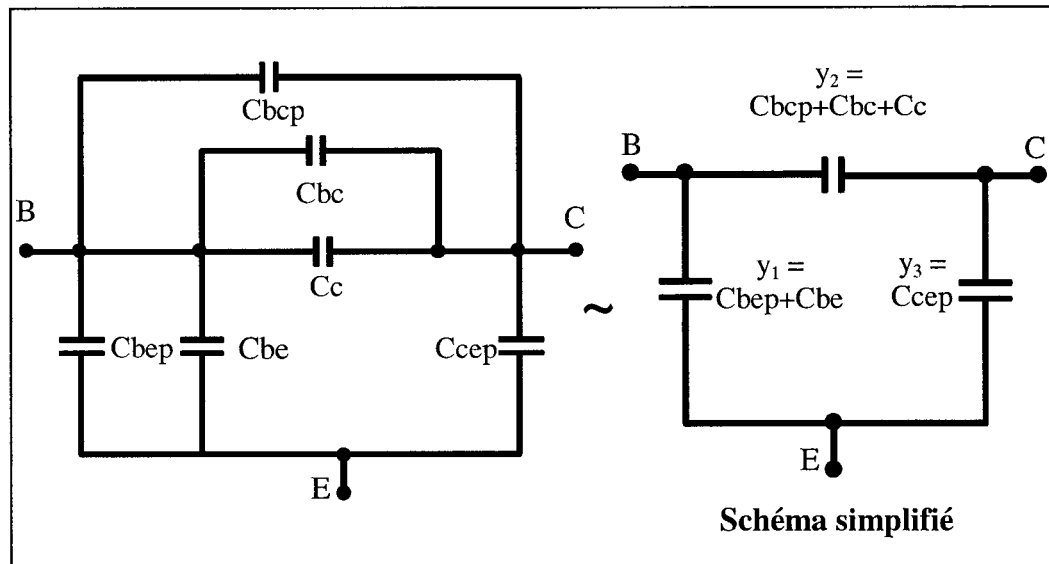 Cbcp
Cbc
B
C
Cc
Cbep
Cbe
Ccep
E
~
y₂ =
Cbcp+Cbc+Cc
B
C
y₁ =
Cbep+Cbe
y₃ =
Ccep
E
Schéma simplifié